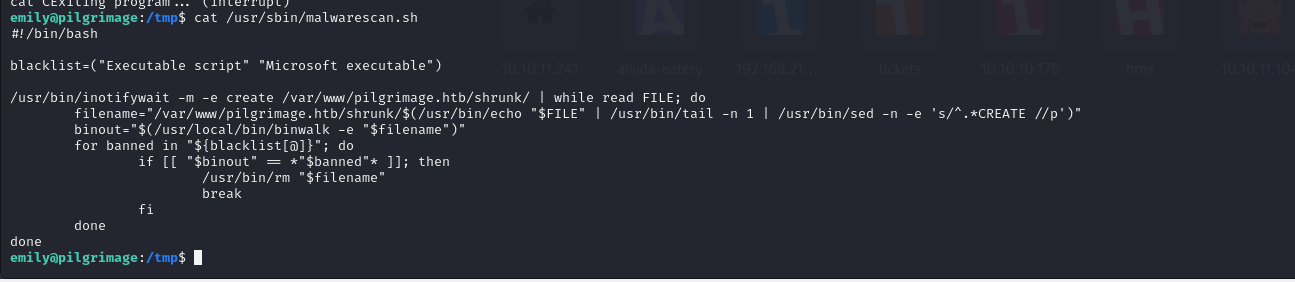 cat CExiting program... (interrupt)
emily@pilgrimage:/tmp$ cat /usr/sbin/malwarescan.sh
#!/bin/bash

blacklist=("Executable script" "Microsoft executable")

/usr/bin/inotifywait -m -e create /var/www/pilgrimage.htb/shrunk/ | while read FILE; do
        filename="/var/www/pilgrimage.htb/shrunk/$(/usr/bin/echo "$FILE" | /usr/bin/tail -n 1 | /usr/bin/sed -n -e 's/^.*CREATE //p')"
        binout="$(/usr/local/bin/binwalk -e "$filename")"
        for banned in "${blacklist[@]}"; do
                if [[ "$binout" == *"$banned"* ]]; then
                        /usr/bin/rm "$filename"
                        break
                fi
        done
done
emily@pilgrimage:/tmp$
10.10.11.241 alvida-eatery 192.168.21... tickets 10.10.10.176 hms 10.10.11.10